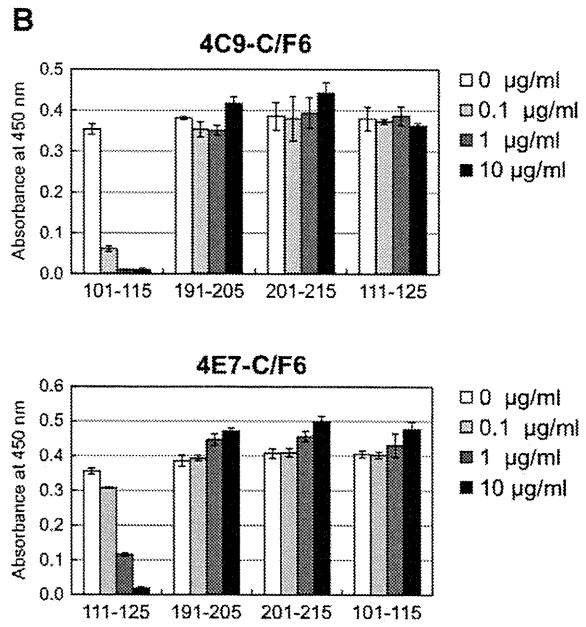 B
4C9-C/F6
Absorbance at 450 nm
0.5
0.4
0.3
0.2
0.1
0.0
101-115 191-205 201-215 111-125
0 µg/ml
0.1 µg/ml
1 µg/ml
10 µg/ml
4E7-C/F6
Absorbance at 450 nm
0.6
0.5
0.4
0.3
0.2
0.1
0.0
111-125 191-205 201-215 101-115
0 µg/ml
0.1 µg/ml
1 µg/ml
10 µg/ml